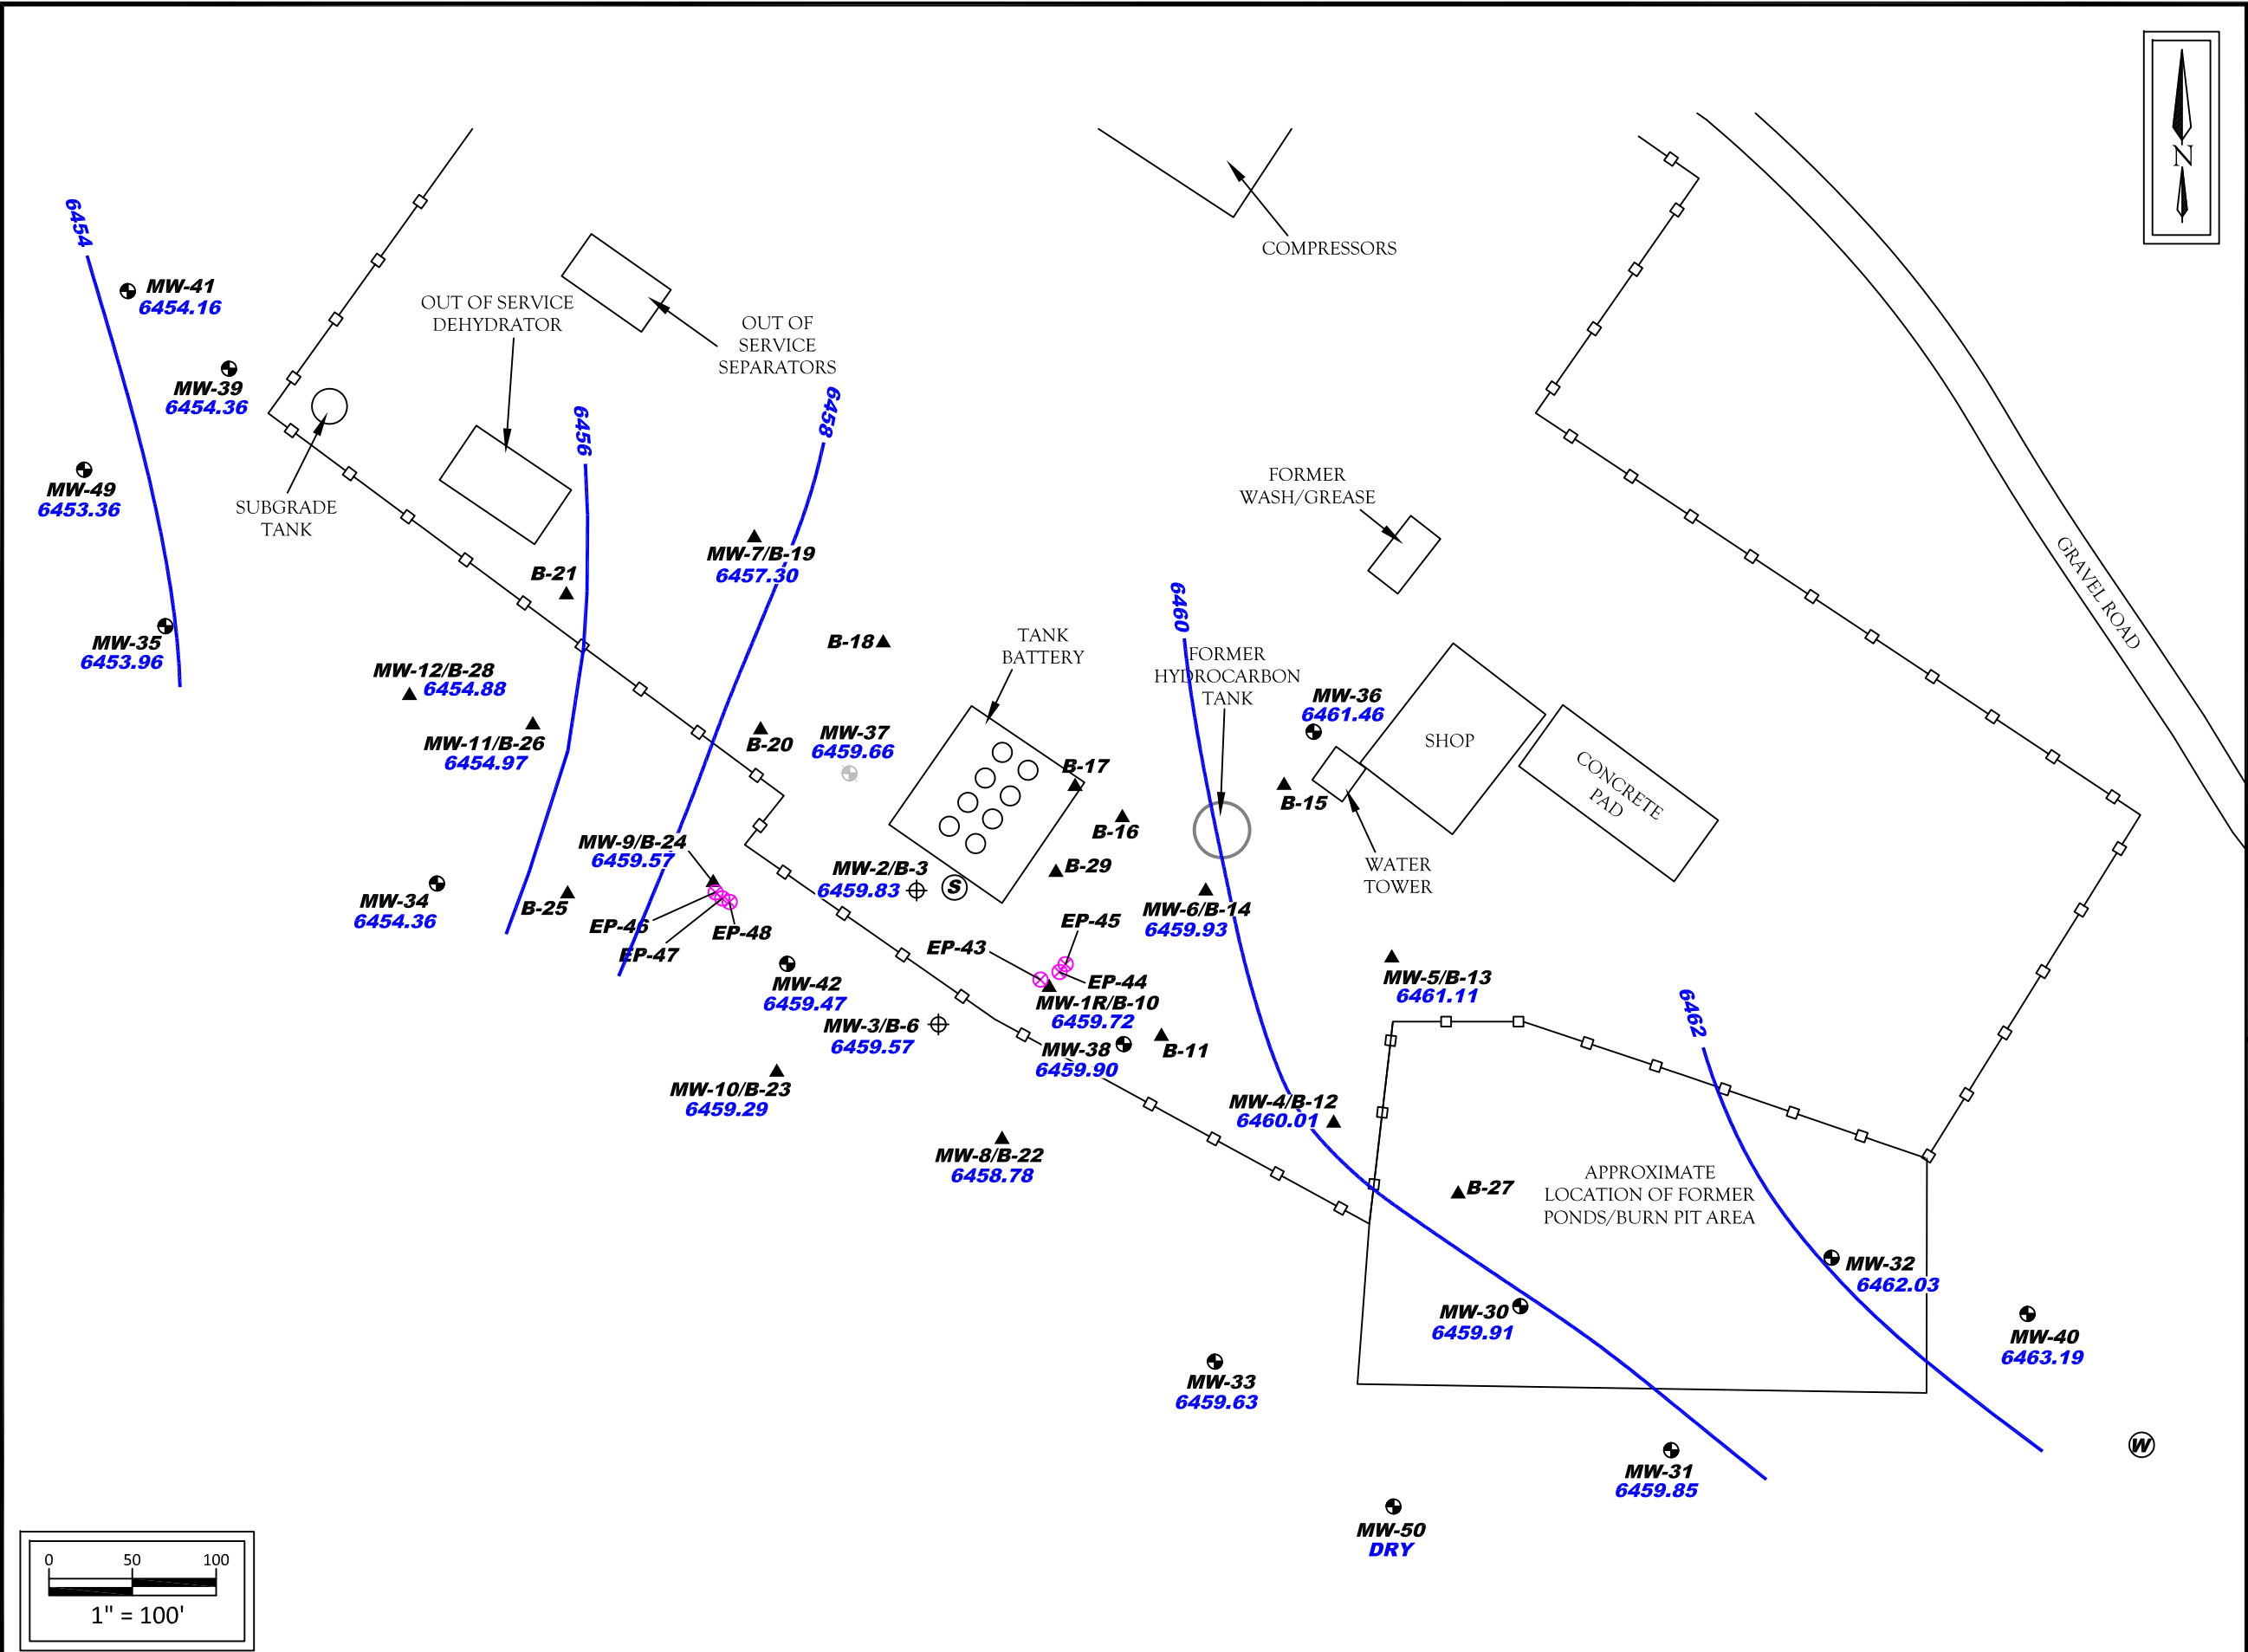 N
COMPRESSORS
6454
MW-41
6454.16
OUT OF SERVICE
DEHYDRATOR
OUT OF
SERVICE
SEPARATORS
MW-39
6454.36
6456
6458
MW-49
6453.36
SUBGRADE
TANK
FORMER
WASH/GREASE
GRAVEL ROAD
MW-7/B-19
6457.30
B-21
6460
MW-35
6453.96
B-18
TANK
BATTERY
FORMER
HYDROCARBON
TANK
MW-12/B-28
6454.88
MW-36
6461.46
MW-11/B-26
6454.97
B-20
MW-37
6459.66
SHOP
CONCRETE
PAD
B-17
B-15
B-16
MW-9/B-24
6459.57
MW-2/B-3
6459.83
S
B-29
WATER
TOWER
MW-34
6454.36
B-25
EP-46
EP-47
EP-48
MW-6/B-14
6459.93
EP-45
EP-43
EP-44
MW-42
6459.47
MW-1R/B-10
6459.72
MW-5/B-13
6461.11
6462
MW-3/B-6
6459.57
MW-38
6459.90
B-11
MW-10/B-23
6459.29
MW-4/B-12
6460.01
MW-8/B-22
6458.78
B-27
APPROXIMATE
LOCATION OF FORMER
PONDS/BURN PIT AREA
MW-32
6462.03
MW-30
6459.91
MW-40
6463.19
MW-33
6459.63
W
MW-31
6459.85
MW-50
DRY
0 50 100
1" = 100'